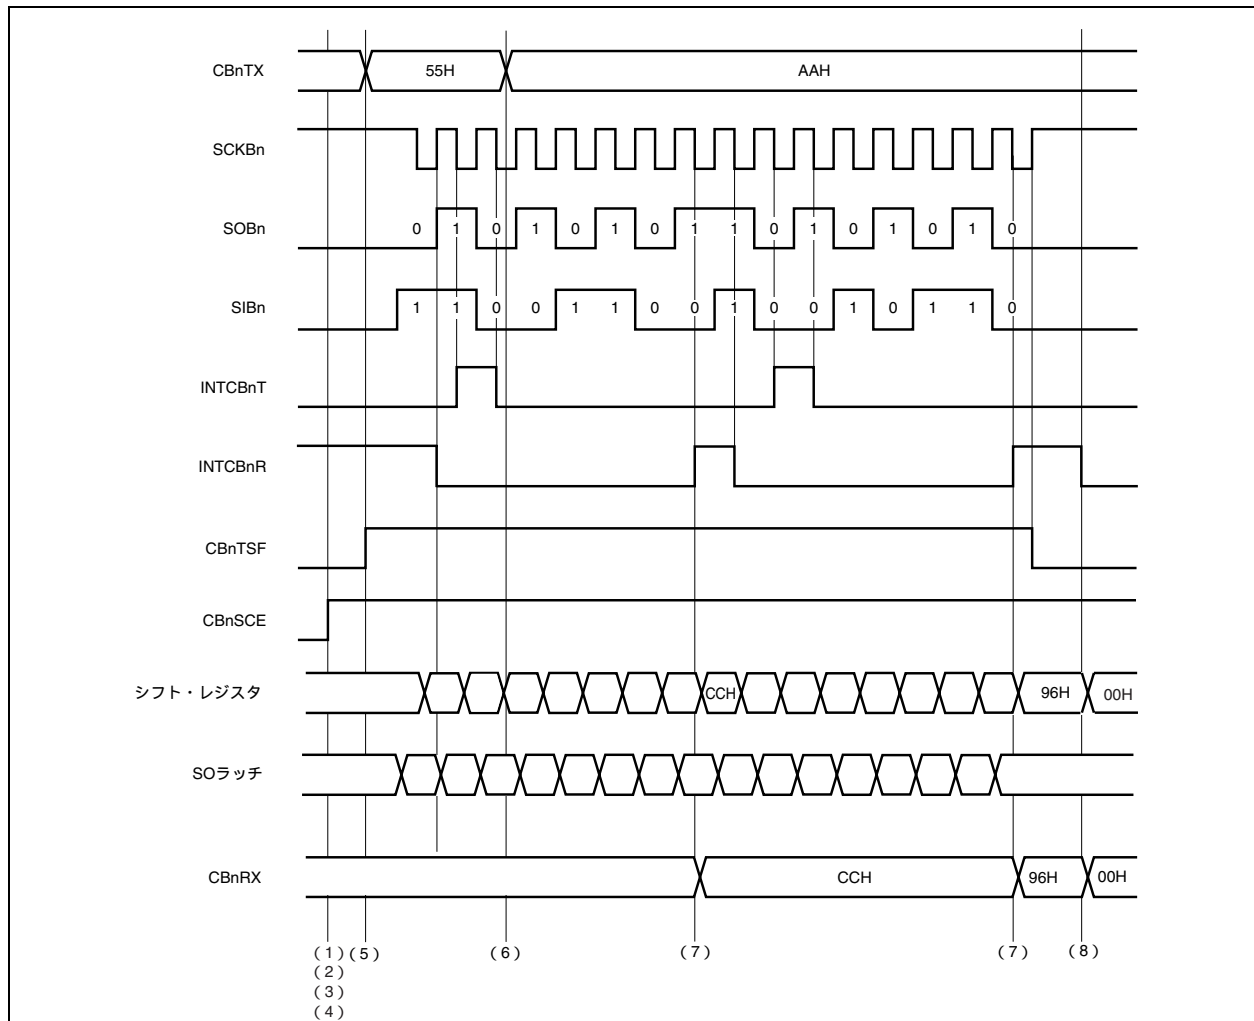 CBnTX 55H AAH
SCKBn
SOBn 0 1 0 1 0 1 0 1 1 0 1 0 1 0 1 0
SIBn 1 1 0 0 1 1 0 0 1 0 0 1 0 1 1 0
INTCBnT
INTCBnR
CBnTSF
CBnSCE
シフト・レジスタ CCH 96H 00H
SOラッチ
CBnRX CCH 96H 00H
(1) (5) (6) (7) (7) (8)
(2)
(3)
(4)